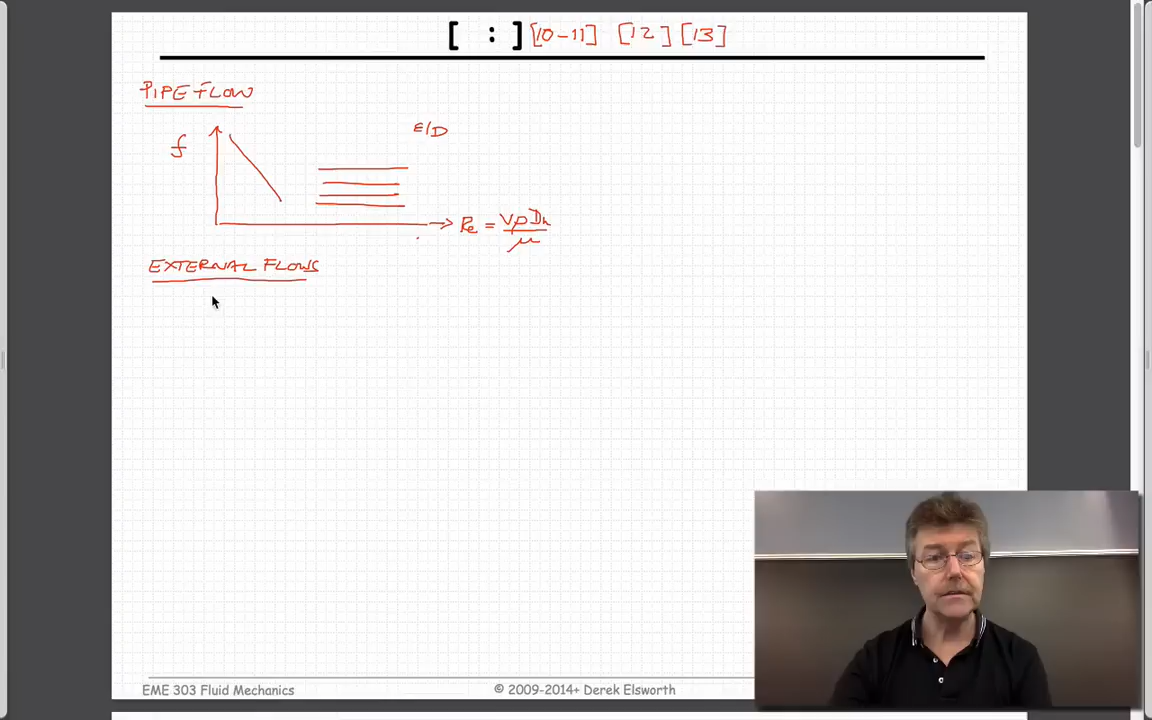 [ : ] [10-11] [12] [13]
PIPE FLOW
f
ε/D
Re = VρDh/μ
EXTERNAL FLOWS
EME 303 Fluid Mechanics
© 2009-2014+ Derek Elsworth